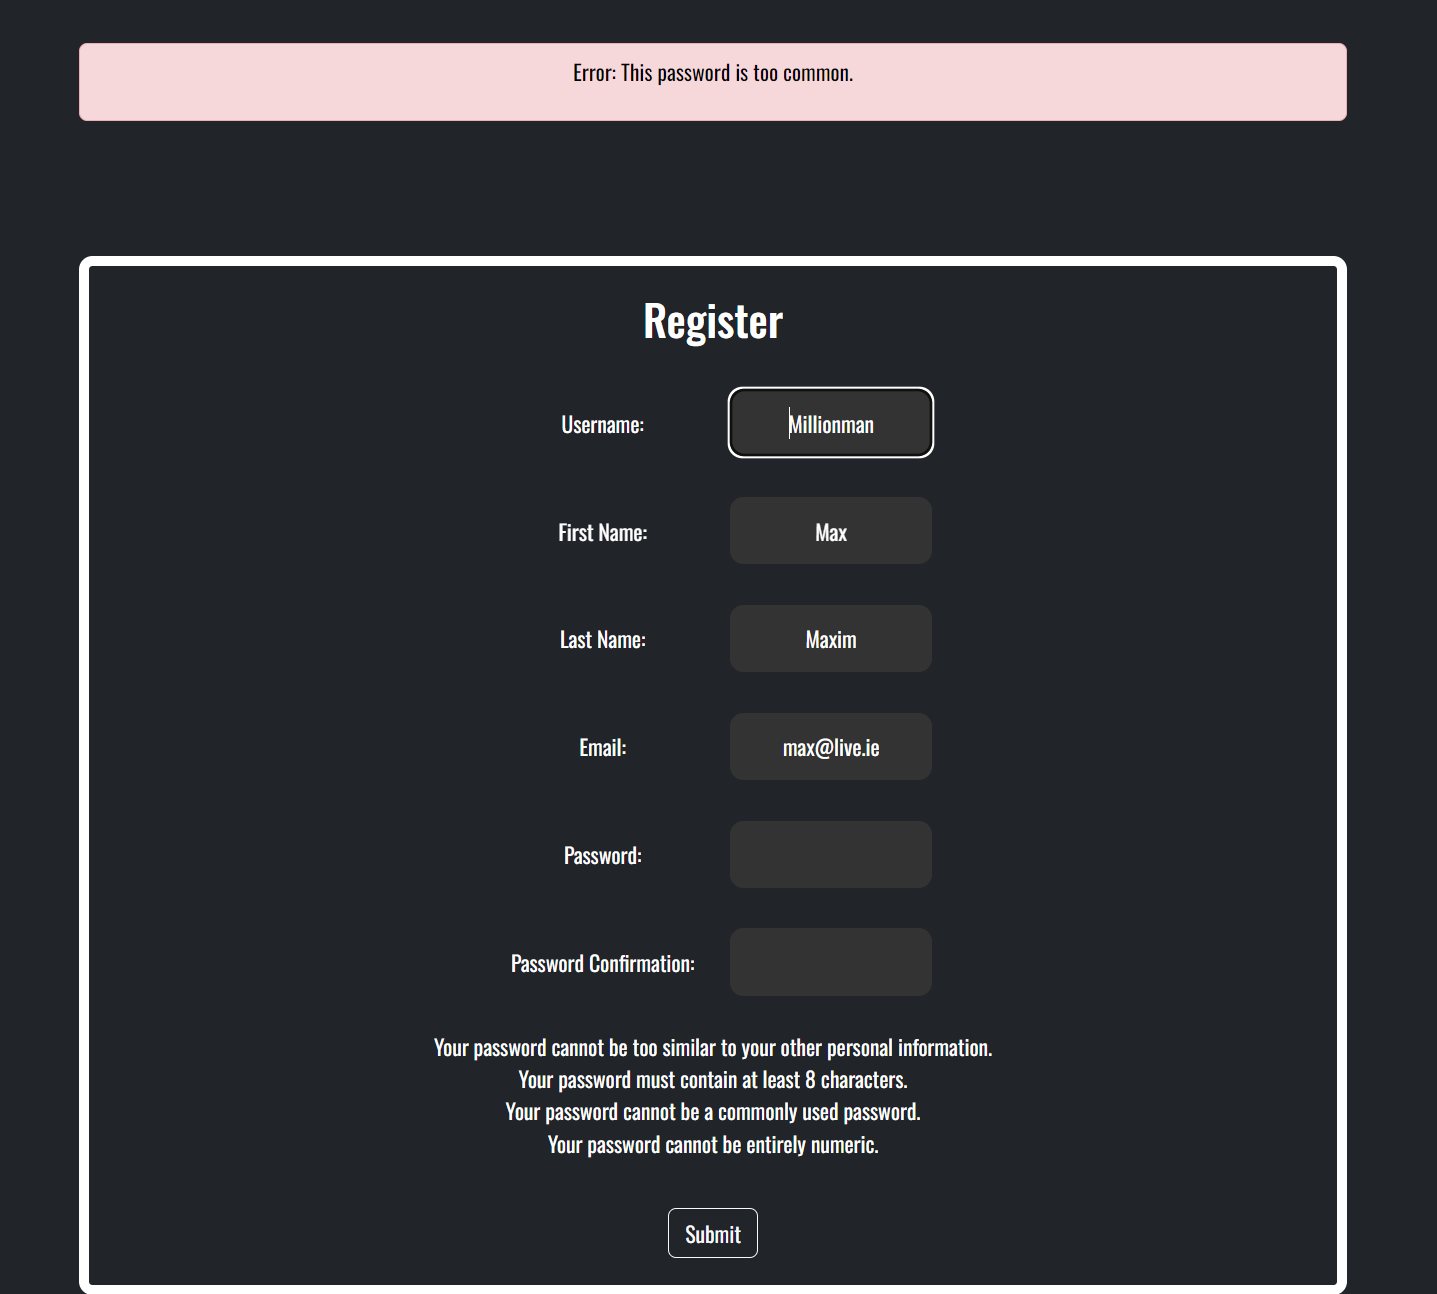 Error: This password is too common.
Register
Username: Millionman
First Name: Max
Last Name: Maxim
Email: max@live.ie
Password:
Password Confirmation:
Your password cannot be too similar to your other personal information.
Your password must contain at least 8 characters.
Your password cannot be a commonly used password.
Your password cannot be entirely numeric.
Submit